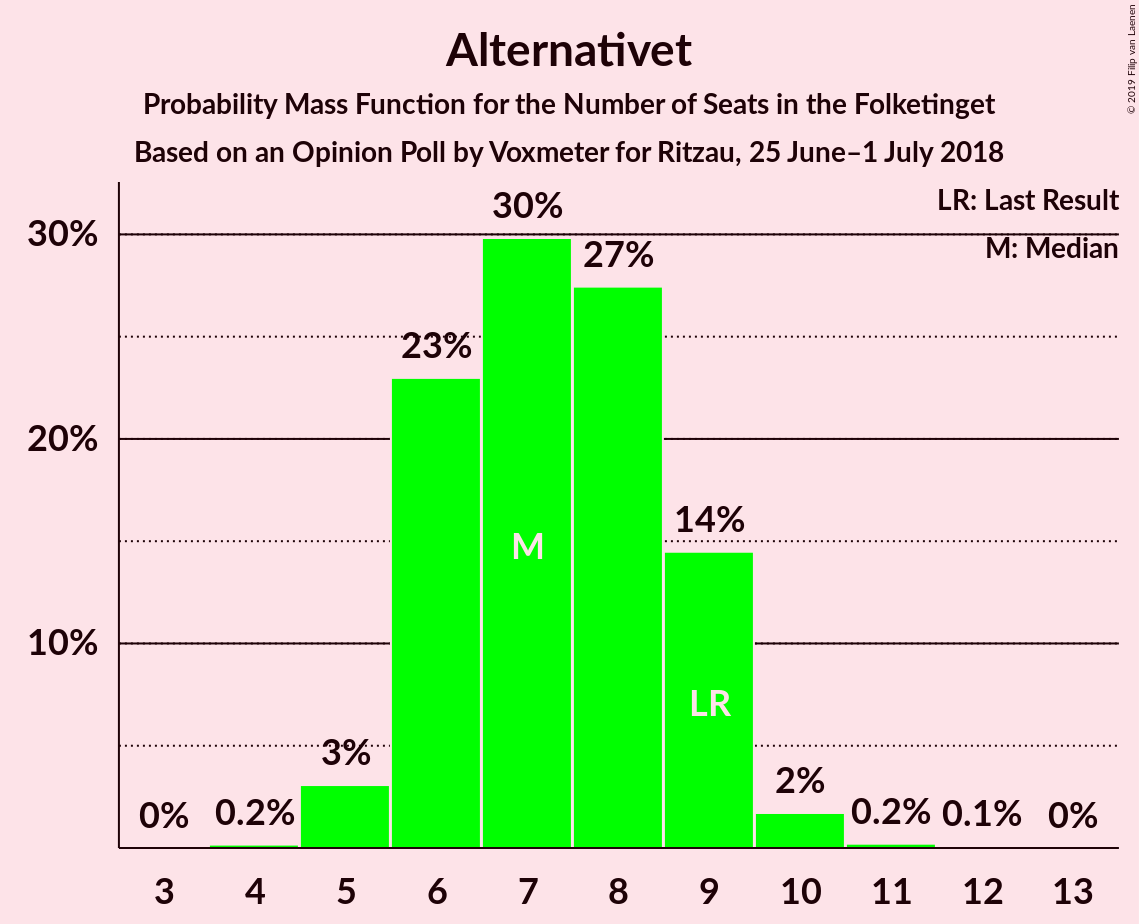 Alternativet
Probability Mass Function for the Number of Seats in the Folketinget
Based on an Opinion Poll by Voxmeter for Ritzau, 25 June–1 July 2018
© 2019 Filip van Laenen
LR: Last Result
M: Median
30%
20%
10%
0%
0.2%
3%
23%
30%
27%
14%
2%
0.2%
0.1%
0%
M
LR
3 4 5 6 7 8 9 10 11 12 13